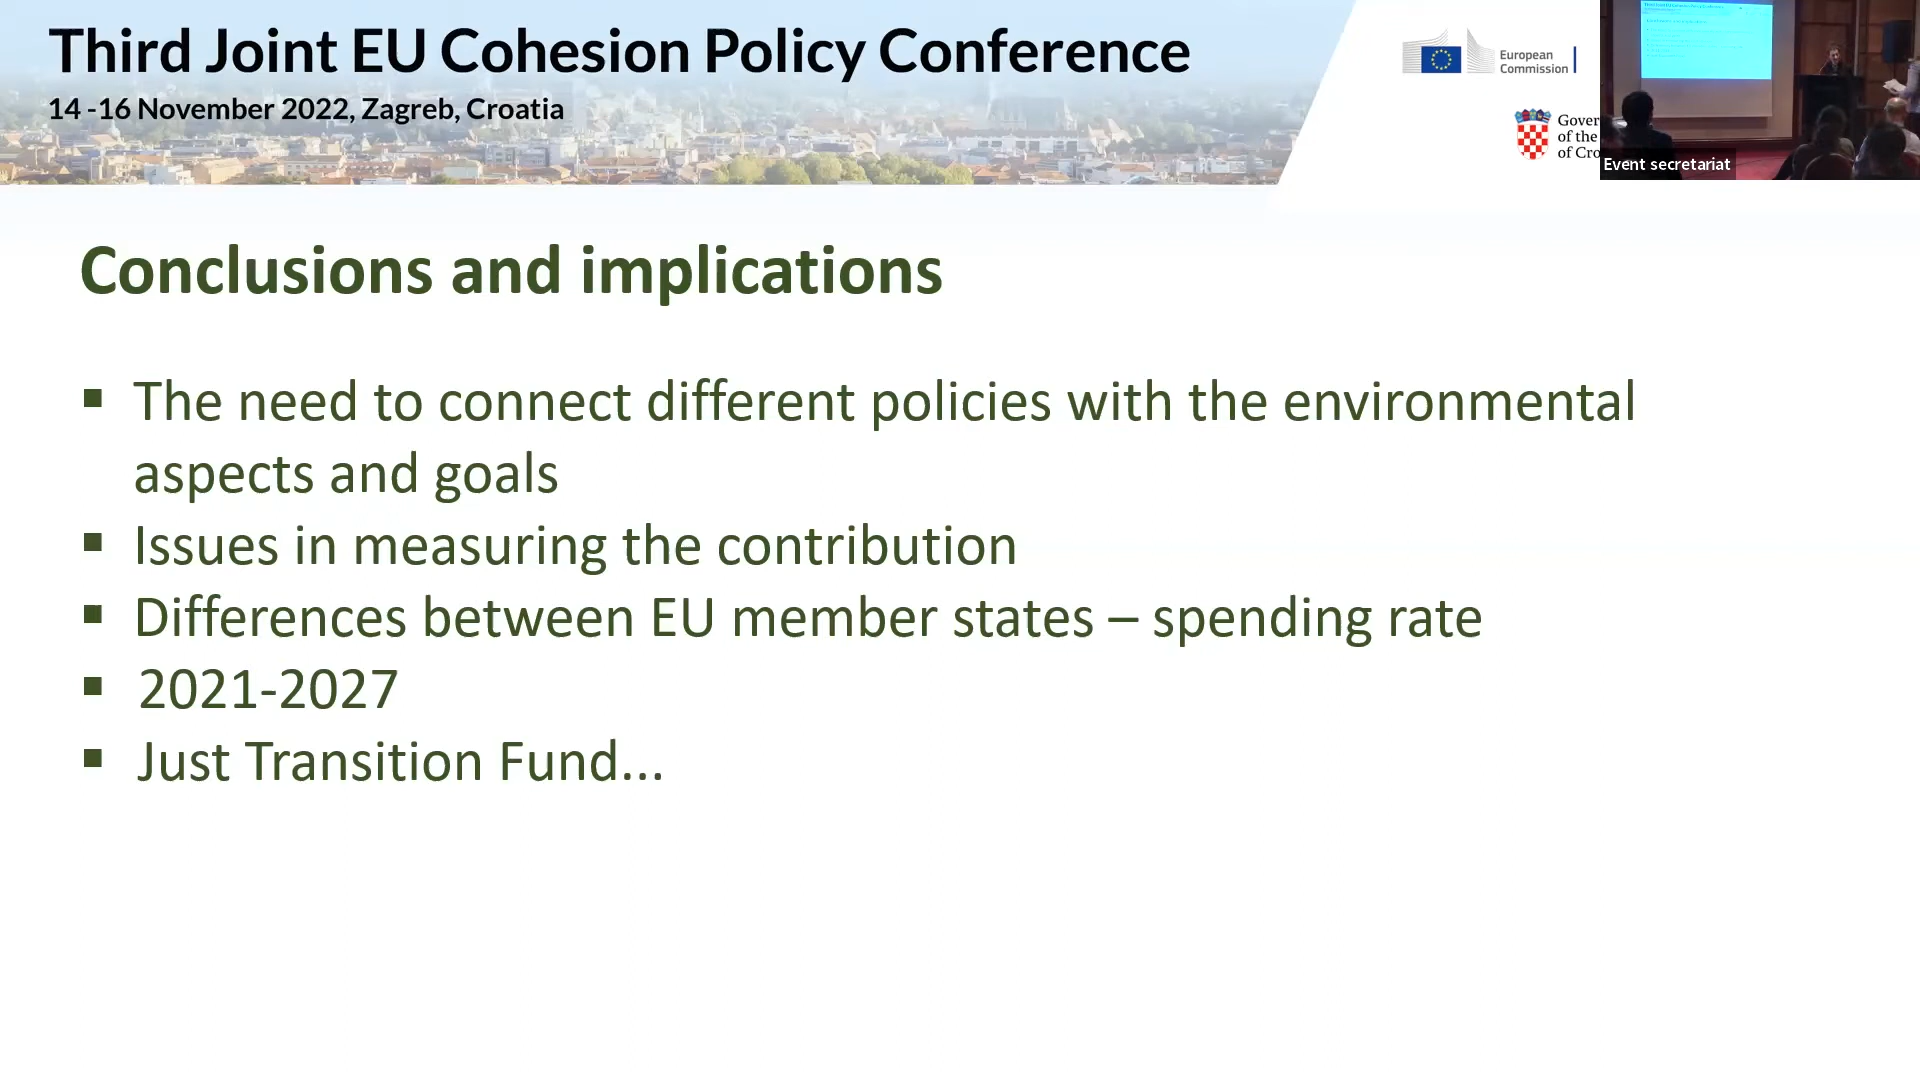 Third Joint EU Cohesion Policy Conference
14 -16 November 2022, Zagreb, Croatia
European
Commission
Gover
of the
of Cro
Event secretariat
Conclusions and implications
▪ The need to connect different policies with the environmental
aspects and goals
▪ Issues in measuring the contribution
▪ Differences between EU member states – spending rate
▪ 2021-2027
▪ Just Transition Fund...